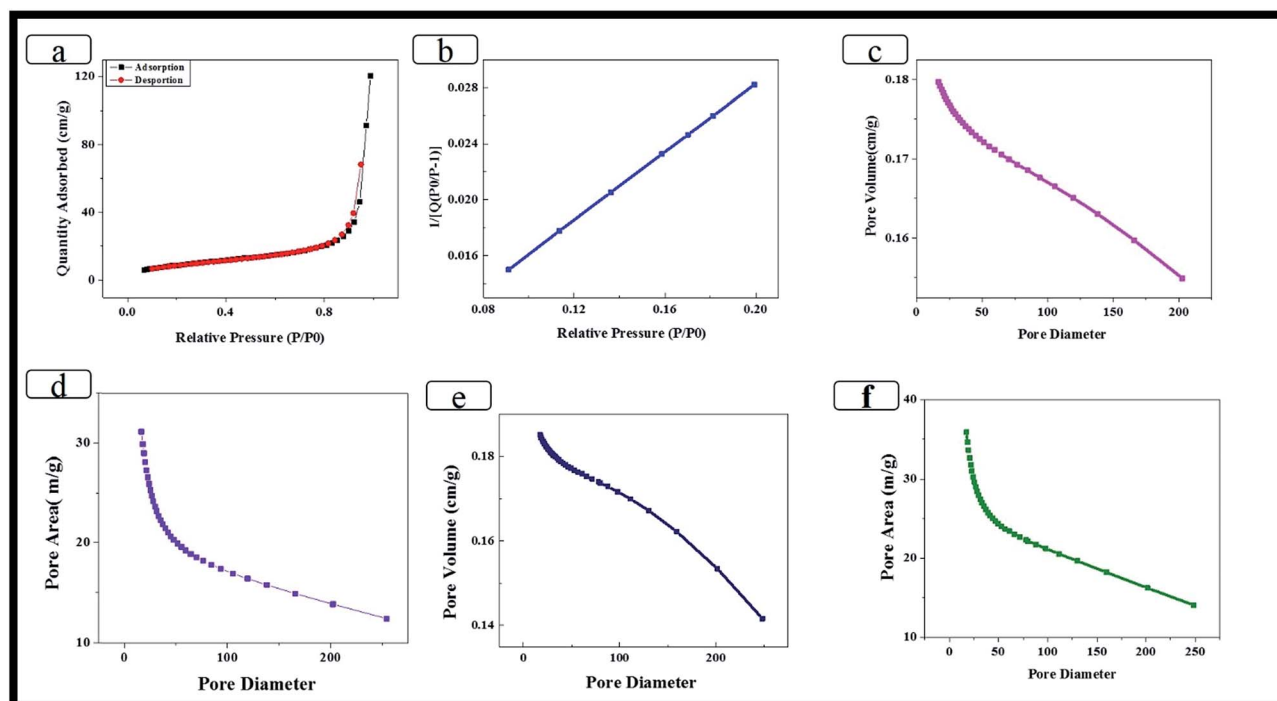 a
Adsorption
Desportion
120
80
40
0
Quantity Adsorbed (cm/g)
0.0 0.4 0.8
Relative Pressure (P/P0)
b
0.028
0.024
0.020
0.016
1/[Q(P0/P-1)]
0.08 0.12 0.16 0.20
Relative Pressure (P/P0)
c
0.18
0.17
0.16
Pore Volume(cm/g)
0 50 100 150 200
Pore Diameter
d
30
20
10
Pore Area( m/g)
0 100 200
Pore Diameter
e
0.18
0.16
0.14
Pore Volume (cm/g)
0 100 200
Pore Diameter
f
40
30
20
10
Pore Area (m/g)
0 50 100 150 200 250
Pore Diameter